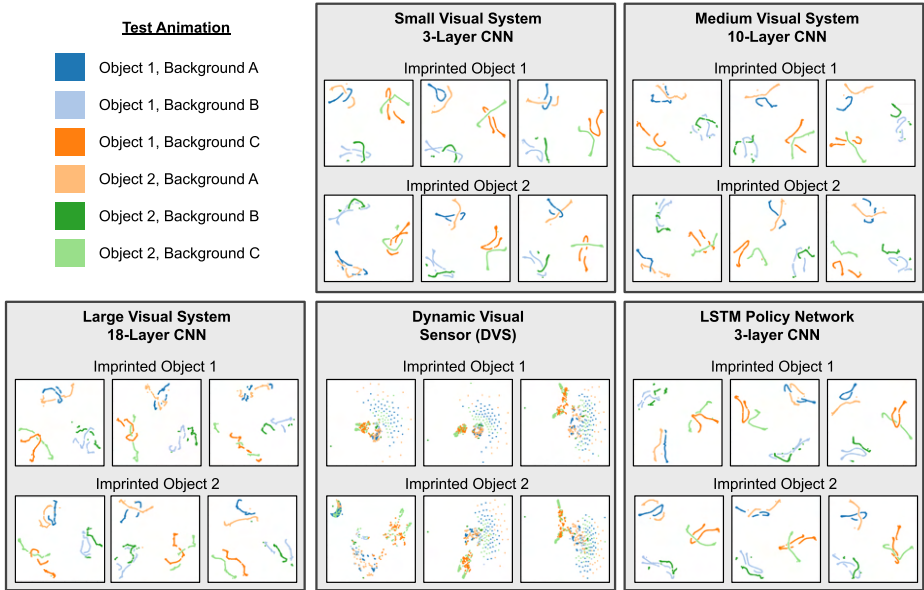 Test Animation
Object 1, Background A
Object 1, Background B
Object 1, Background C
Object 2, Background A
Object 2, Background B
Object 2, Background C
Small Visual System
3-Layer CNN
Imprinted Object 1
Imprinted Object 2
Medium Visual System
10-Layer CNN
Imprinted Object 1
Imprinted Object 2
Large Visual System
18-Layer CNN
Imprinted Object 1
Imprinted Object 2
Dynamic Visual
Sensor (DVS)
Imprinted Object 1
Imprinted Object 2
LSTM Policy Network
3-layer CNN
Imprinted Object 1
Imprinted Object 2